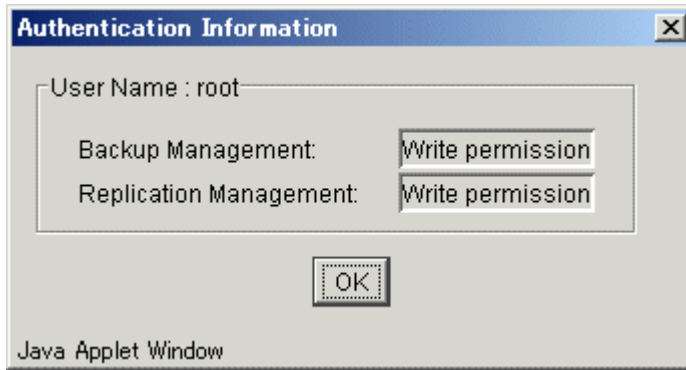 Authentication Information
User Name : root
Backup Management: Write permission
Replication Management: Write permission
OK
Java Applet Window